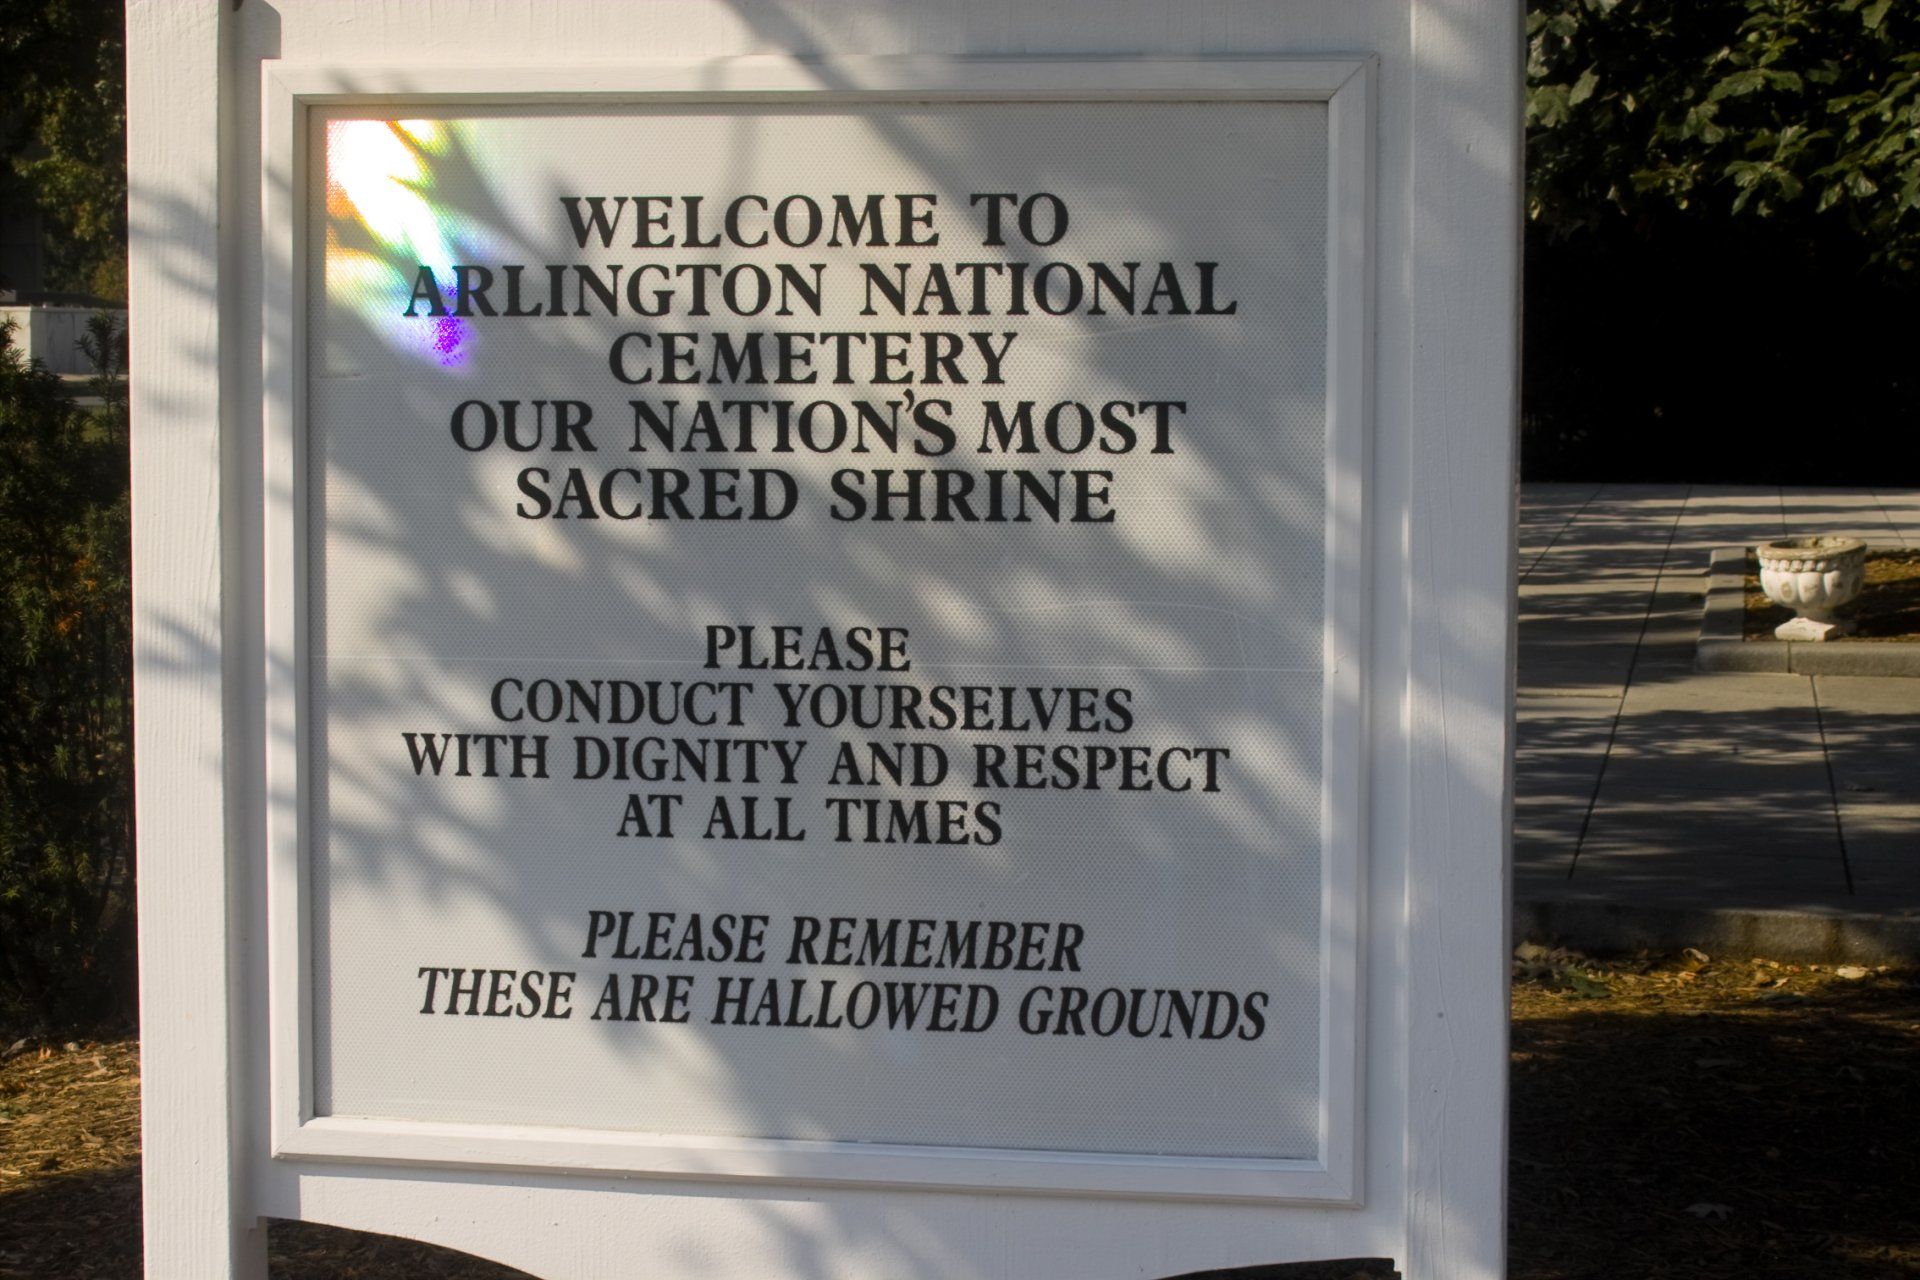 WELCOME TO
ARLINGTON NATIONAL
CEMETERY
OUR NATION'S MOST
SACRED SHRINE
PLEASE
CONDUCT YOURSELVES
WITH DIGNITY AND RESPECT
AT ALL TIMES
PLEASE REMEMBER
THESE ARE HALLOWED GROUNDS